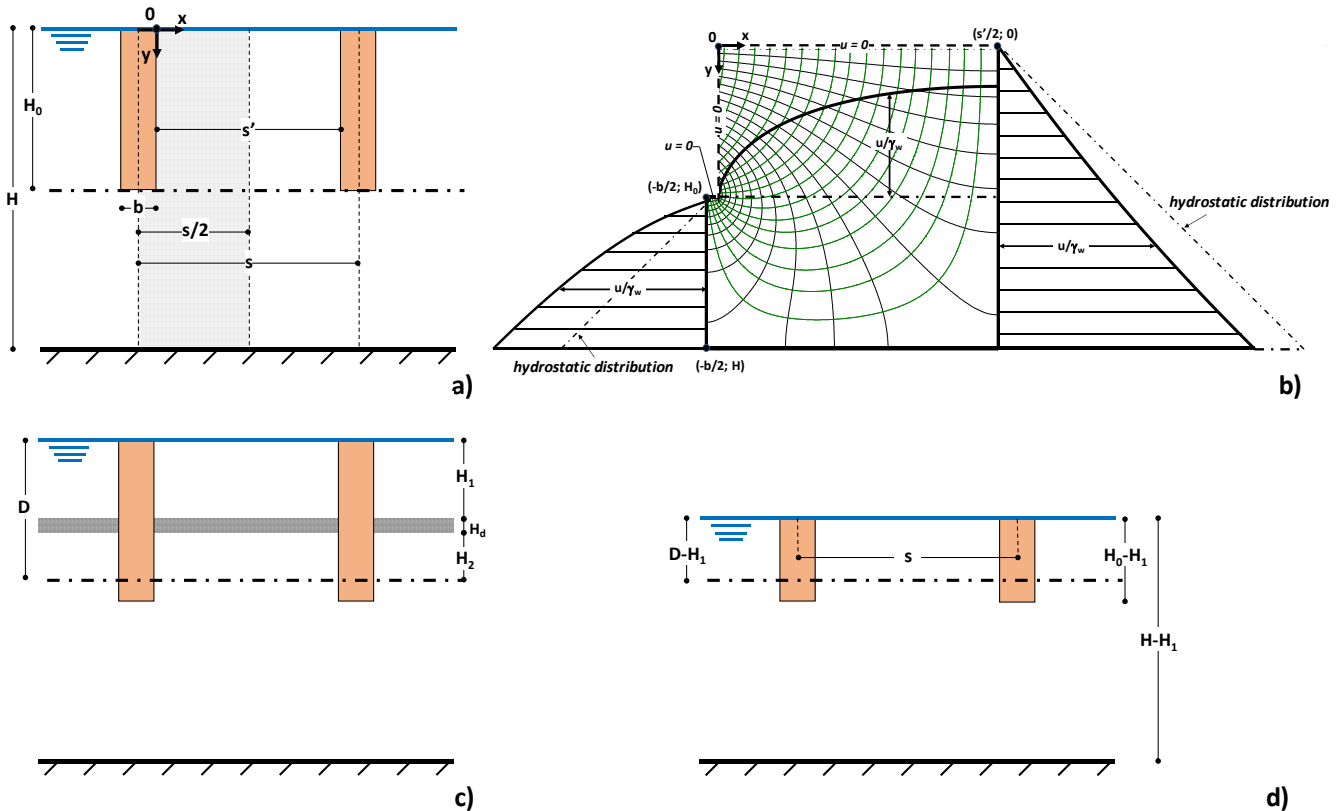 0
x
y
H₀
H
s'
b
s/2
s
a)
0
x
y
u = 0
(s'/2; 0)
u = 0
u = 0
u/γw
(-b/2; H₀)
hydrostatic distribution
u/γw
u/γw
hydrostatic distribution
(-b/2; H)
b)
D
H₁
Hd
H₂
c)
D-H₁
s
H₀-H₁
H-H₁
d)